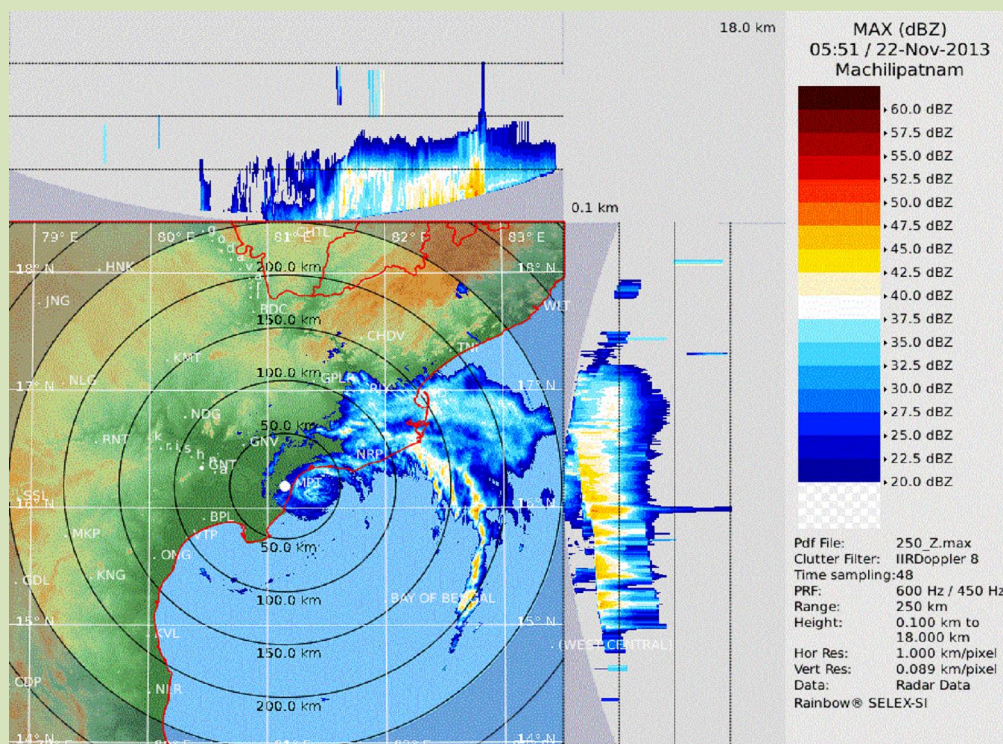 18.0 km
MAX (dBZ)
05:51 / 22-Nov-2013
Machilipatnam
60.0 dBZ
57.5 dBZ
55.0 dBZ
52.5 dBZ
50.0 dBZ
47.5 dBZ
45.0 dBZ
42.5 dBZ
40.0 dBZ
37.5 dBZ
35.0 dBZ
32.5 dBZ
30.0 dBZ
27.5 dBZ
25.0 dBZ
22.5 dBZ
20.0 dBZ
Pdf File: 250_Z.max
Clutter Filter: IIRDoppler 8
Time sampling:48
PRF: 600 Hz / 450 Hz
Range: 250 km
Height: 0.100 km to
18.000 km
Hor Res: 1.000 km/pixel
Vert Res: 0.089 km/pixel
Data: Radar Data
Rainbow® SELEX-SI
0.1 km
79° E 80° E 81° E 82° E 83° E
CHTL
18° N HNK 200.0 km 18° N
JNG
BDC WLT
150.0 km
CHDV
KMT TNI
100.0 km
17° N NLG 17° N
NDG
50.0 km
RNT k r i s h n a GNV
GNT NRP
SSL MPT
16° N 16° N
BPL
MKP VTP
50.0 km
ONG
GDL KNG
100.0 km BAY OF BENGAL
15° N 15° N
KVL (WEST CENTRAL)
150.0 km
CDP
NLR
200.0 km
14° N